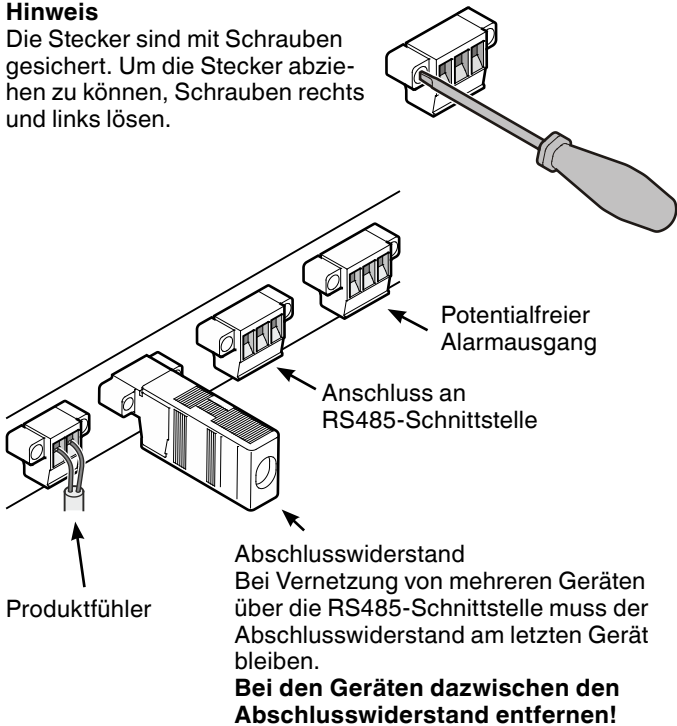 Hinweis
Die Stecker sind mit Schrauben
gesichert. Um die Stecker abzie-
hen zu können, Schrauben rechts
und links lösen.
Potentialfreier
Alarmausgang
Anschluss an
RS485-Schnittstelle
Abschlusswiderstand
Bei Vernetzung von mehreren Geräten
über die RS485-Schnittstelle muss der
Abschlusswiderstand am letzten Gerät
bleiben.
Bei den Geräten dazwischen den
Abschlusswiderstand entfernen!
Produktfühler